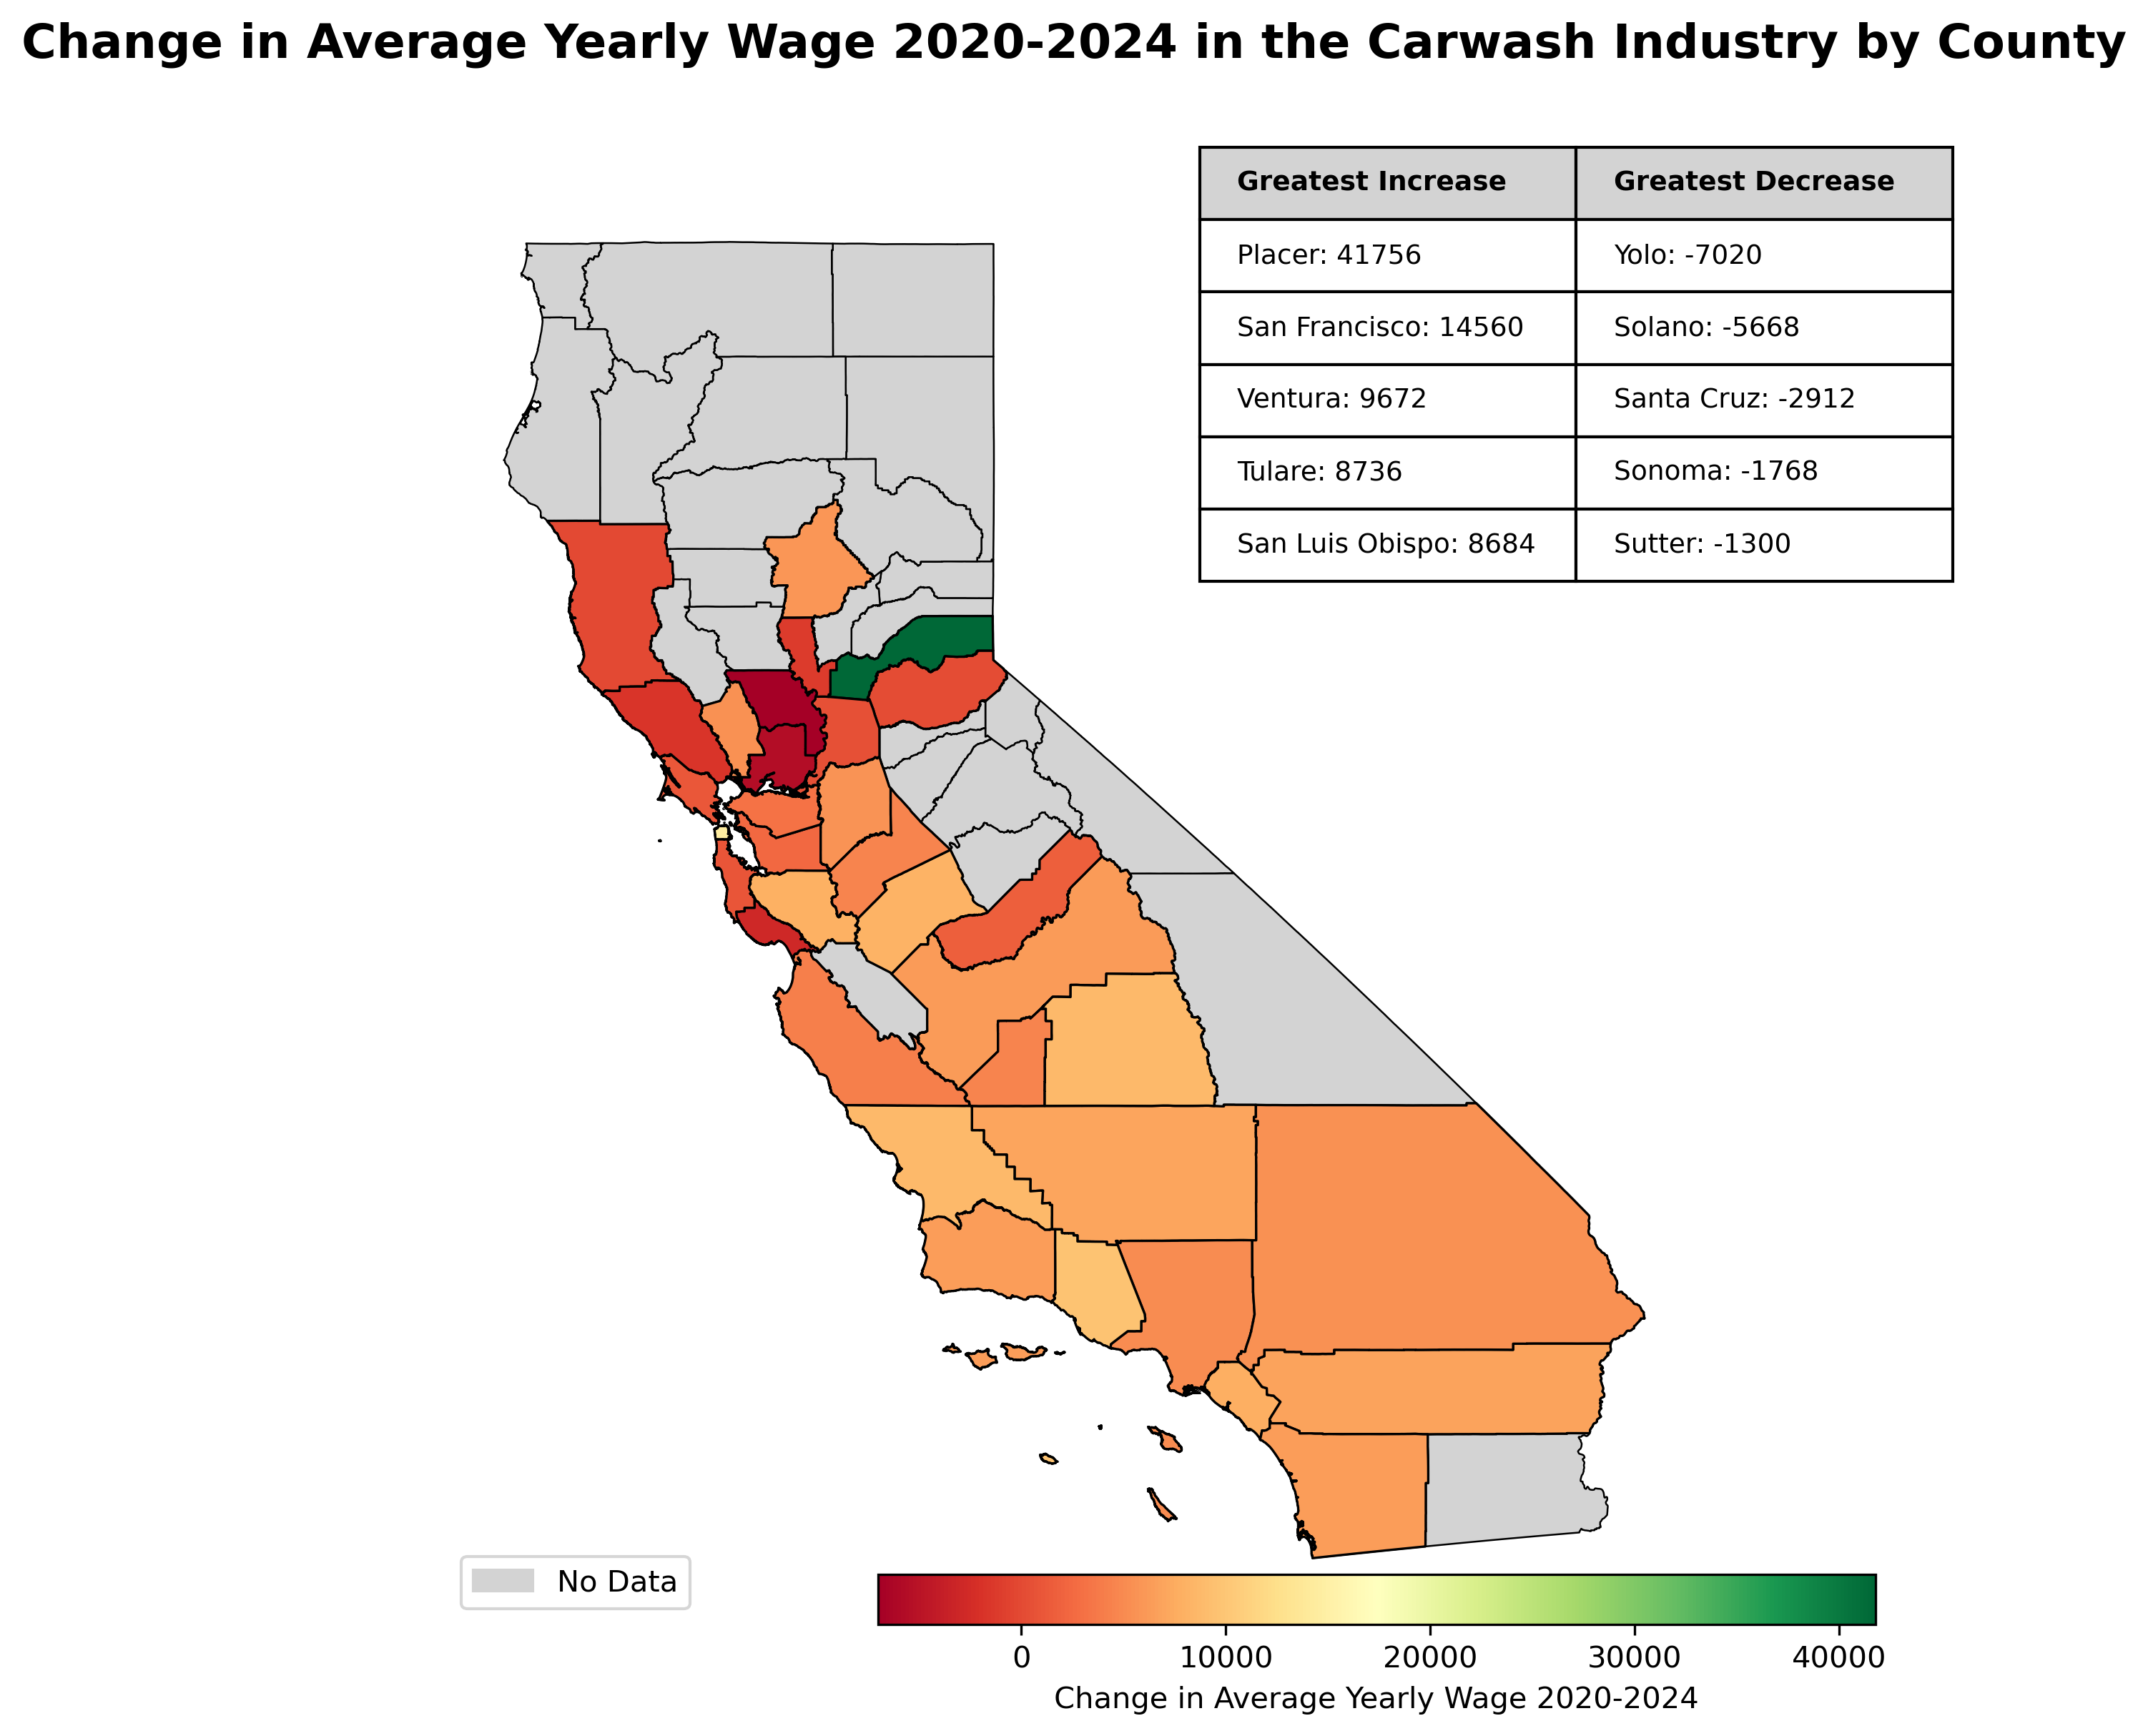 Change in Average Yearly Wage 2020-2024 in the Carwash Industry by County
Greatest Increase Greatest Decrease
Placer: 41756 Yolo: -7020
San Francisco: 14560 Solano: -5668
Ventura: 9672 Santa Cruz: -2912
Tulare: 8736 Sonoma: -1768
San Luis Obispo: 8684 Sutter: -1300
No Data
0 10000 20000 30000 40000
Change in Average Yearly Wage 2020-2024